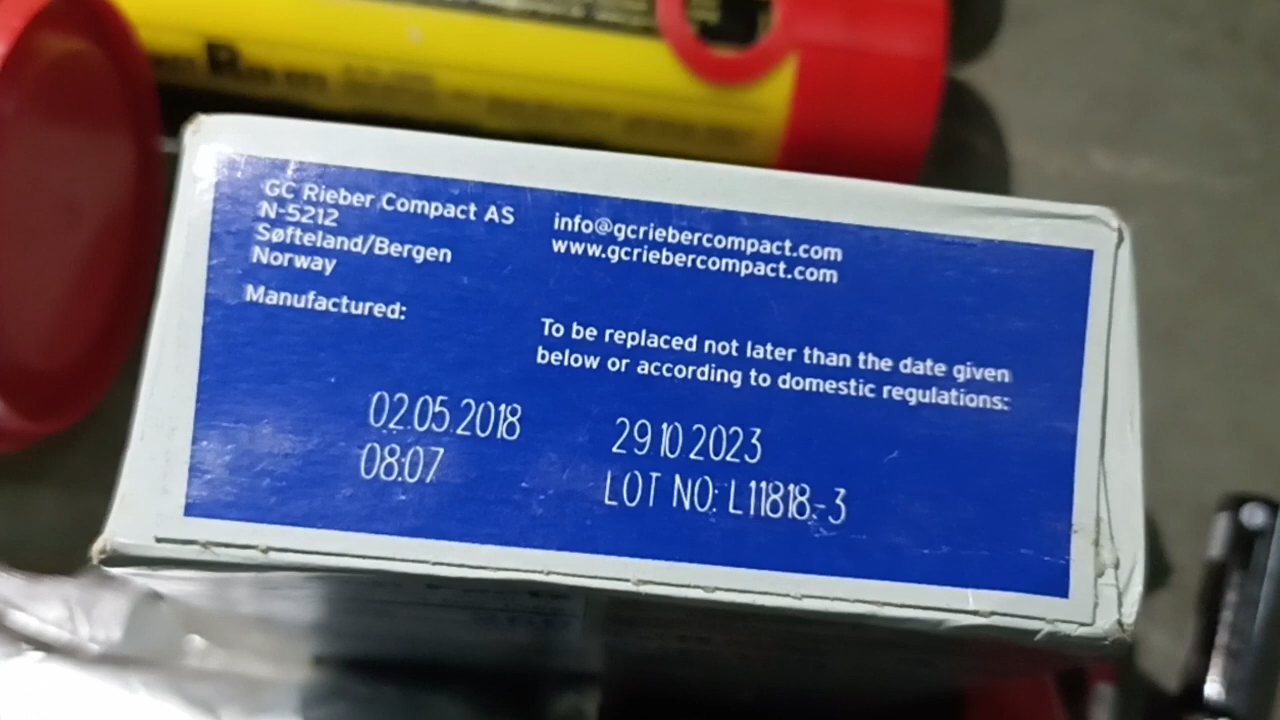 GC Rieber Compact AS
N-5212
Søfteland/Bergen
Norway
info@gcriebercompact.com
www.gcriebercompact.com
Manufactured:
02.05.2018
08:07
To be replaced not later than the date given
below or according to domestic regulations:
29 10 2023
LOT NO: L11818-3